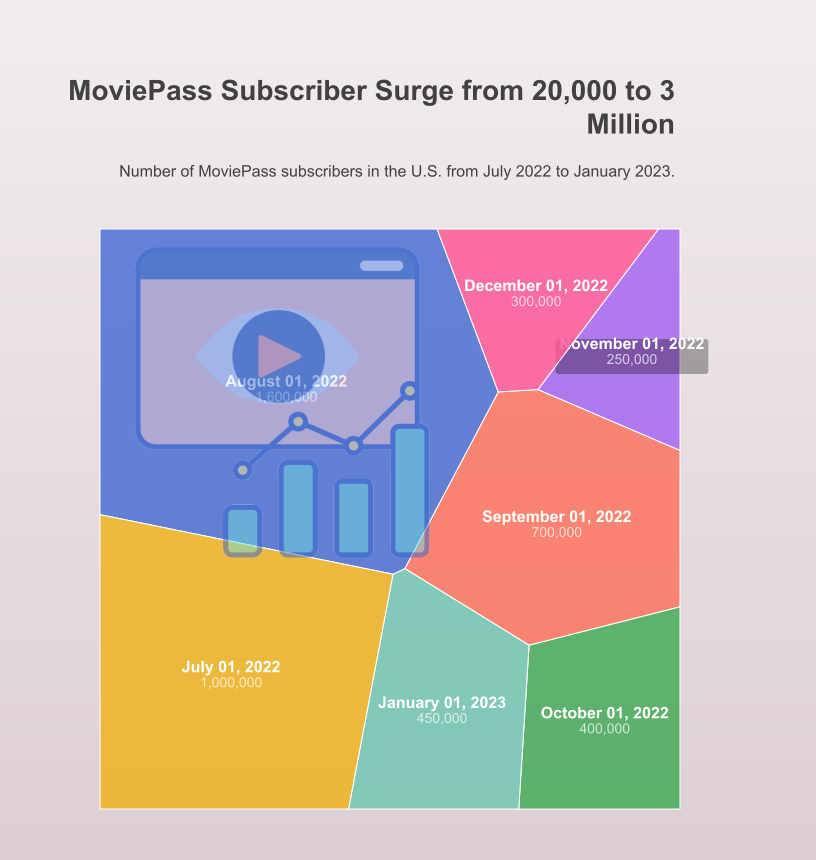 MoviePass Subscriber Surge from 20,000 to 3
Million
Number of MoviePass subscribers in the U.S. from July 2022 to January 2023.
December 01, 2022
300,000
November 01, 2022
250,000
August 01, 2022
1,600,000
September 01, 2022
700,000
July 01, 2022
1,000,000
January 01, 2023
450,000
October 01, 2022
400,000